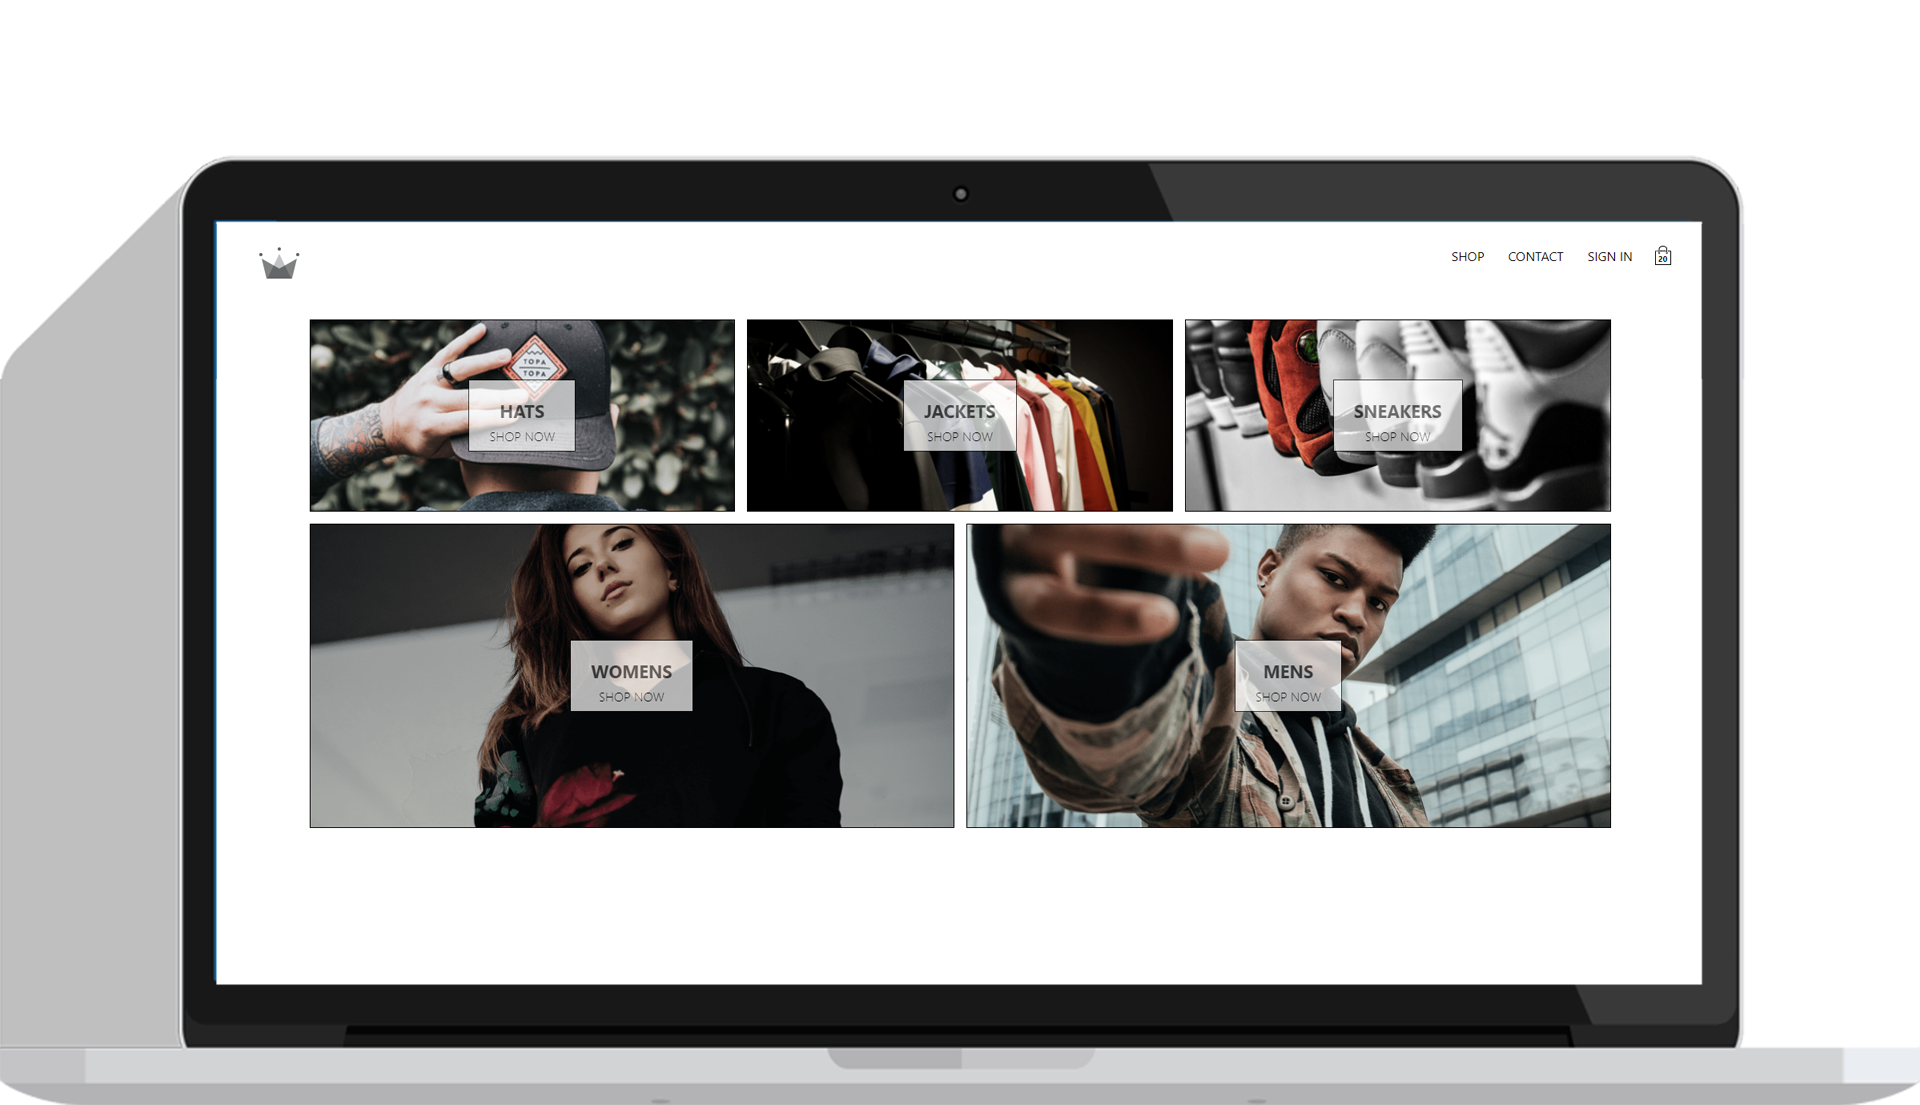 SHOP CONTACT SIGN IN
20
TOPA
TOPA
HATS
SHOP NOW
JACKETS
SHOP NOW
SNEAKERS
SHOP NOW
WOMENS
SHOP NOW
MENS
SHOP NOW